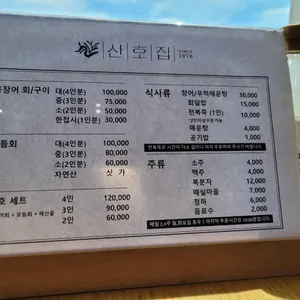 산호집 SINCE 1976
장어 회/구이 대(4인분) 100,000
중(3인분) 75,000
소(2인분) 50,000
한접시(1인분) 30,000
듬회 대(4인분) 100,000
중(3인분) 80,000
소(2인분) 60,000
자연산 싯가
호 세트 4인 120,000
3인 90,000
2인 60,000
식사류 장어/우럭매운탕 30,000
회덮밥 15,000
전복죽 (1인) 10,000
매운탕 4,000
공기밥 1,000
주류 소주 4,000
맥주 4,000
복분자 12,000
매실마을 7,000
청하 6,000
음료수 2,000